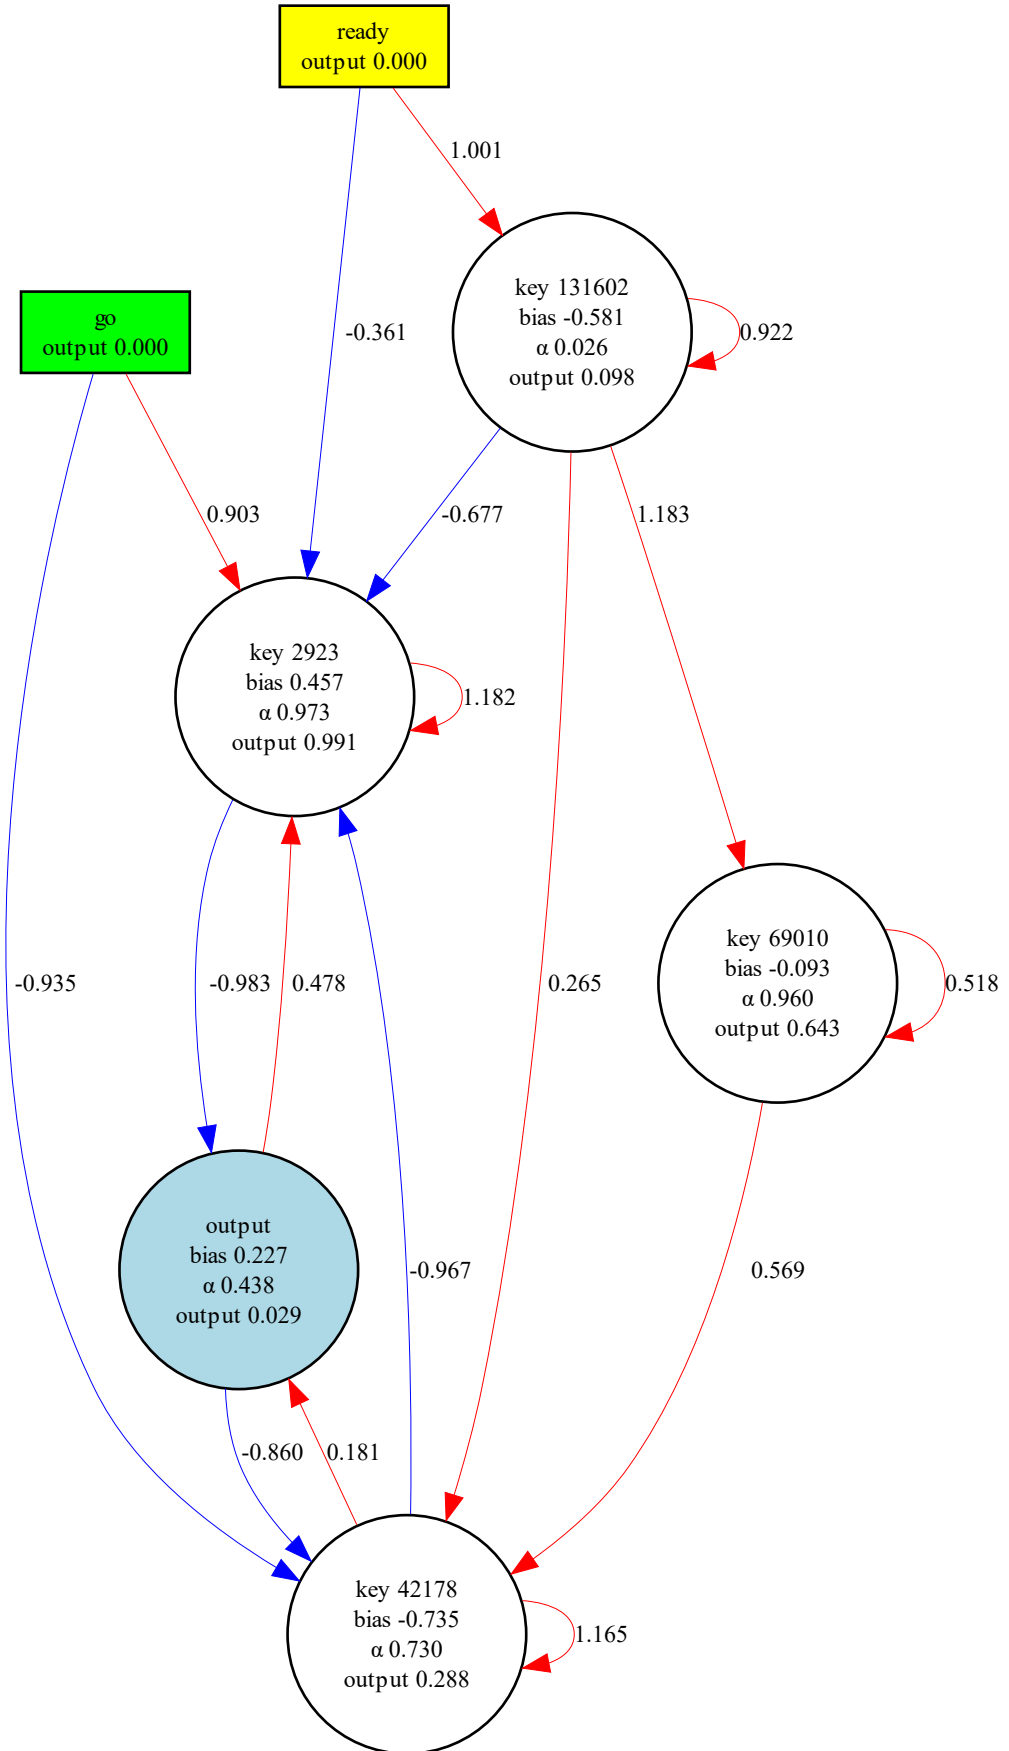 ready
output 0.000
1.001
key 131602
bias -0.581
α 0.026
output 0.098
0.922
go
output 0.000
-0.361
0.903
-0.677
1.183
key 2923
bias 0.457
α 0.973
output 0.991
1.182
key 69010
bias -0.093
α 0.960
output 0.643
0.518
-0.935
-0.983
0.478
0.265
output
bias 0.227
α 0.438
output 0.029
-0.967
0.569
-0.860
0.181
key 42178
bias -0.735
α 0.730
output 0.288
1.165